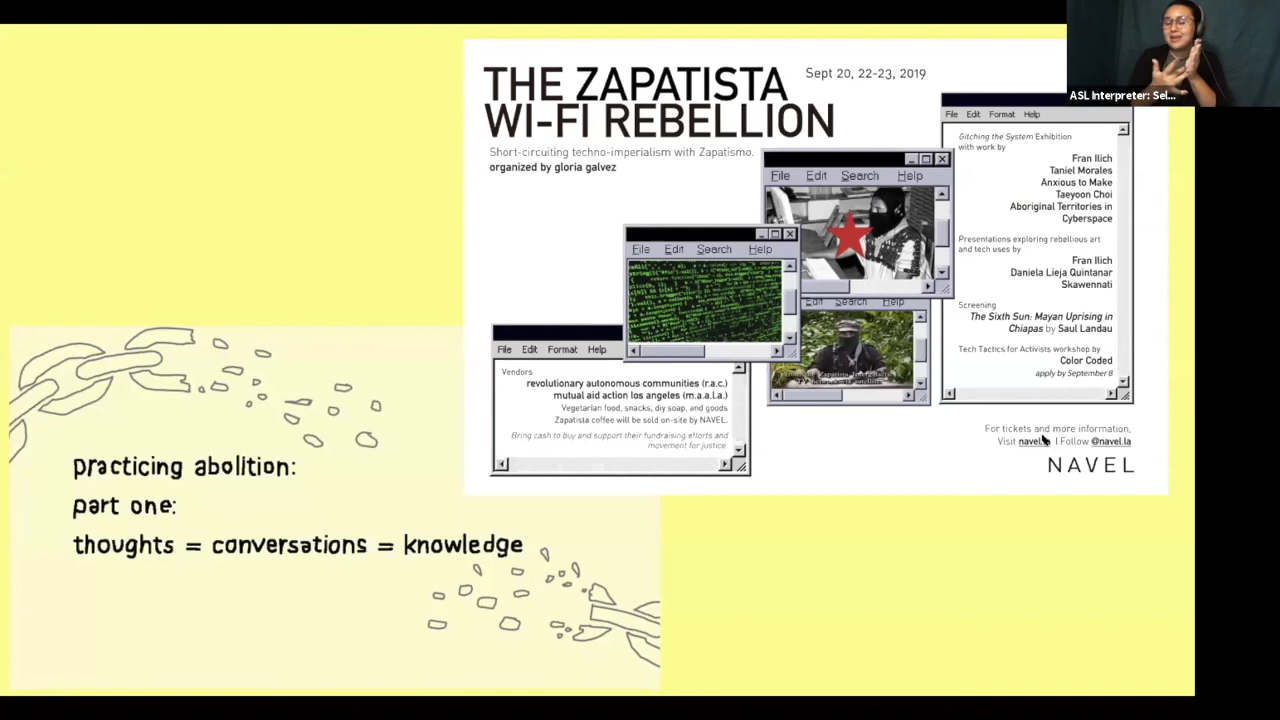 THE ZAPATISTA
WI-FI REBELLION
Sept 20, 22-23, 2019
Short-circuiting techno-imperialism with Zapatismo.
organized by gloria galvez
ASL Interpreter: Sel...
File Edit Format Help
Gitching the System Exhibition
with work by
Fran Ilich
Taniel Morales
Anxious to Make
Taeyoon Choi
Aboriginal Territories in
Cyberspace
Presentations exploring rebellious art
and tech uses by
Fran Ilich
Daniela Lieja Quintanar
Skawennati
Screening
The Sixth Sun: Mayan Uprising in
Chiapas by Saul Landau
Tech Tactics for Activists workshop by
Color Coded
apply by September 8
File Edit Search Help
File Edit Search Help
Edit Search Help
File Edit Format Help
Vendors
revolutionary autonomous communities (r.a.c.)
mutual aid action los angeles (m.a.a.l.a.)
Vegetarian food, snacks, diy soap, and goods
Zapatista coffee will be sold on-site by NAVEL.
Bring cash to buy and support their fundraising efforts and
movement for justice.
For tickets and more information,
Visit | Follow @navel.la
NAVEL
practicing abolition:
part one:
thoughts = conversations = knowledge